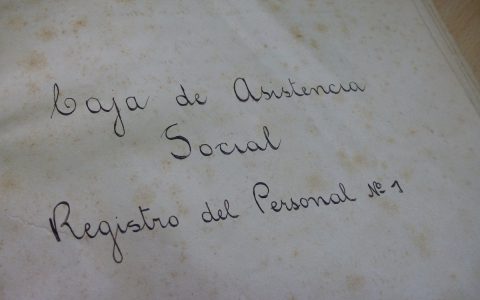 Caja de Asistencia
Social
Registro del Personal Nº 1